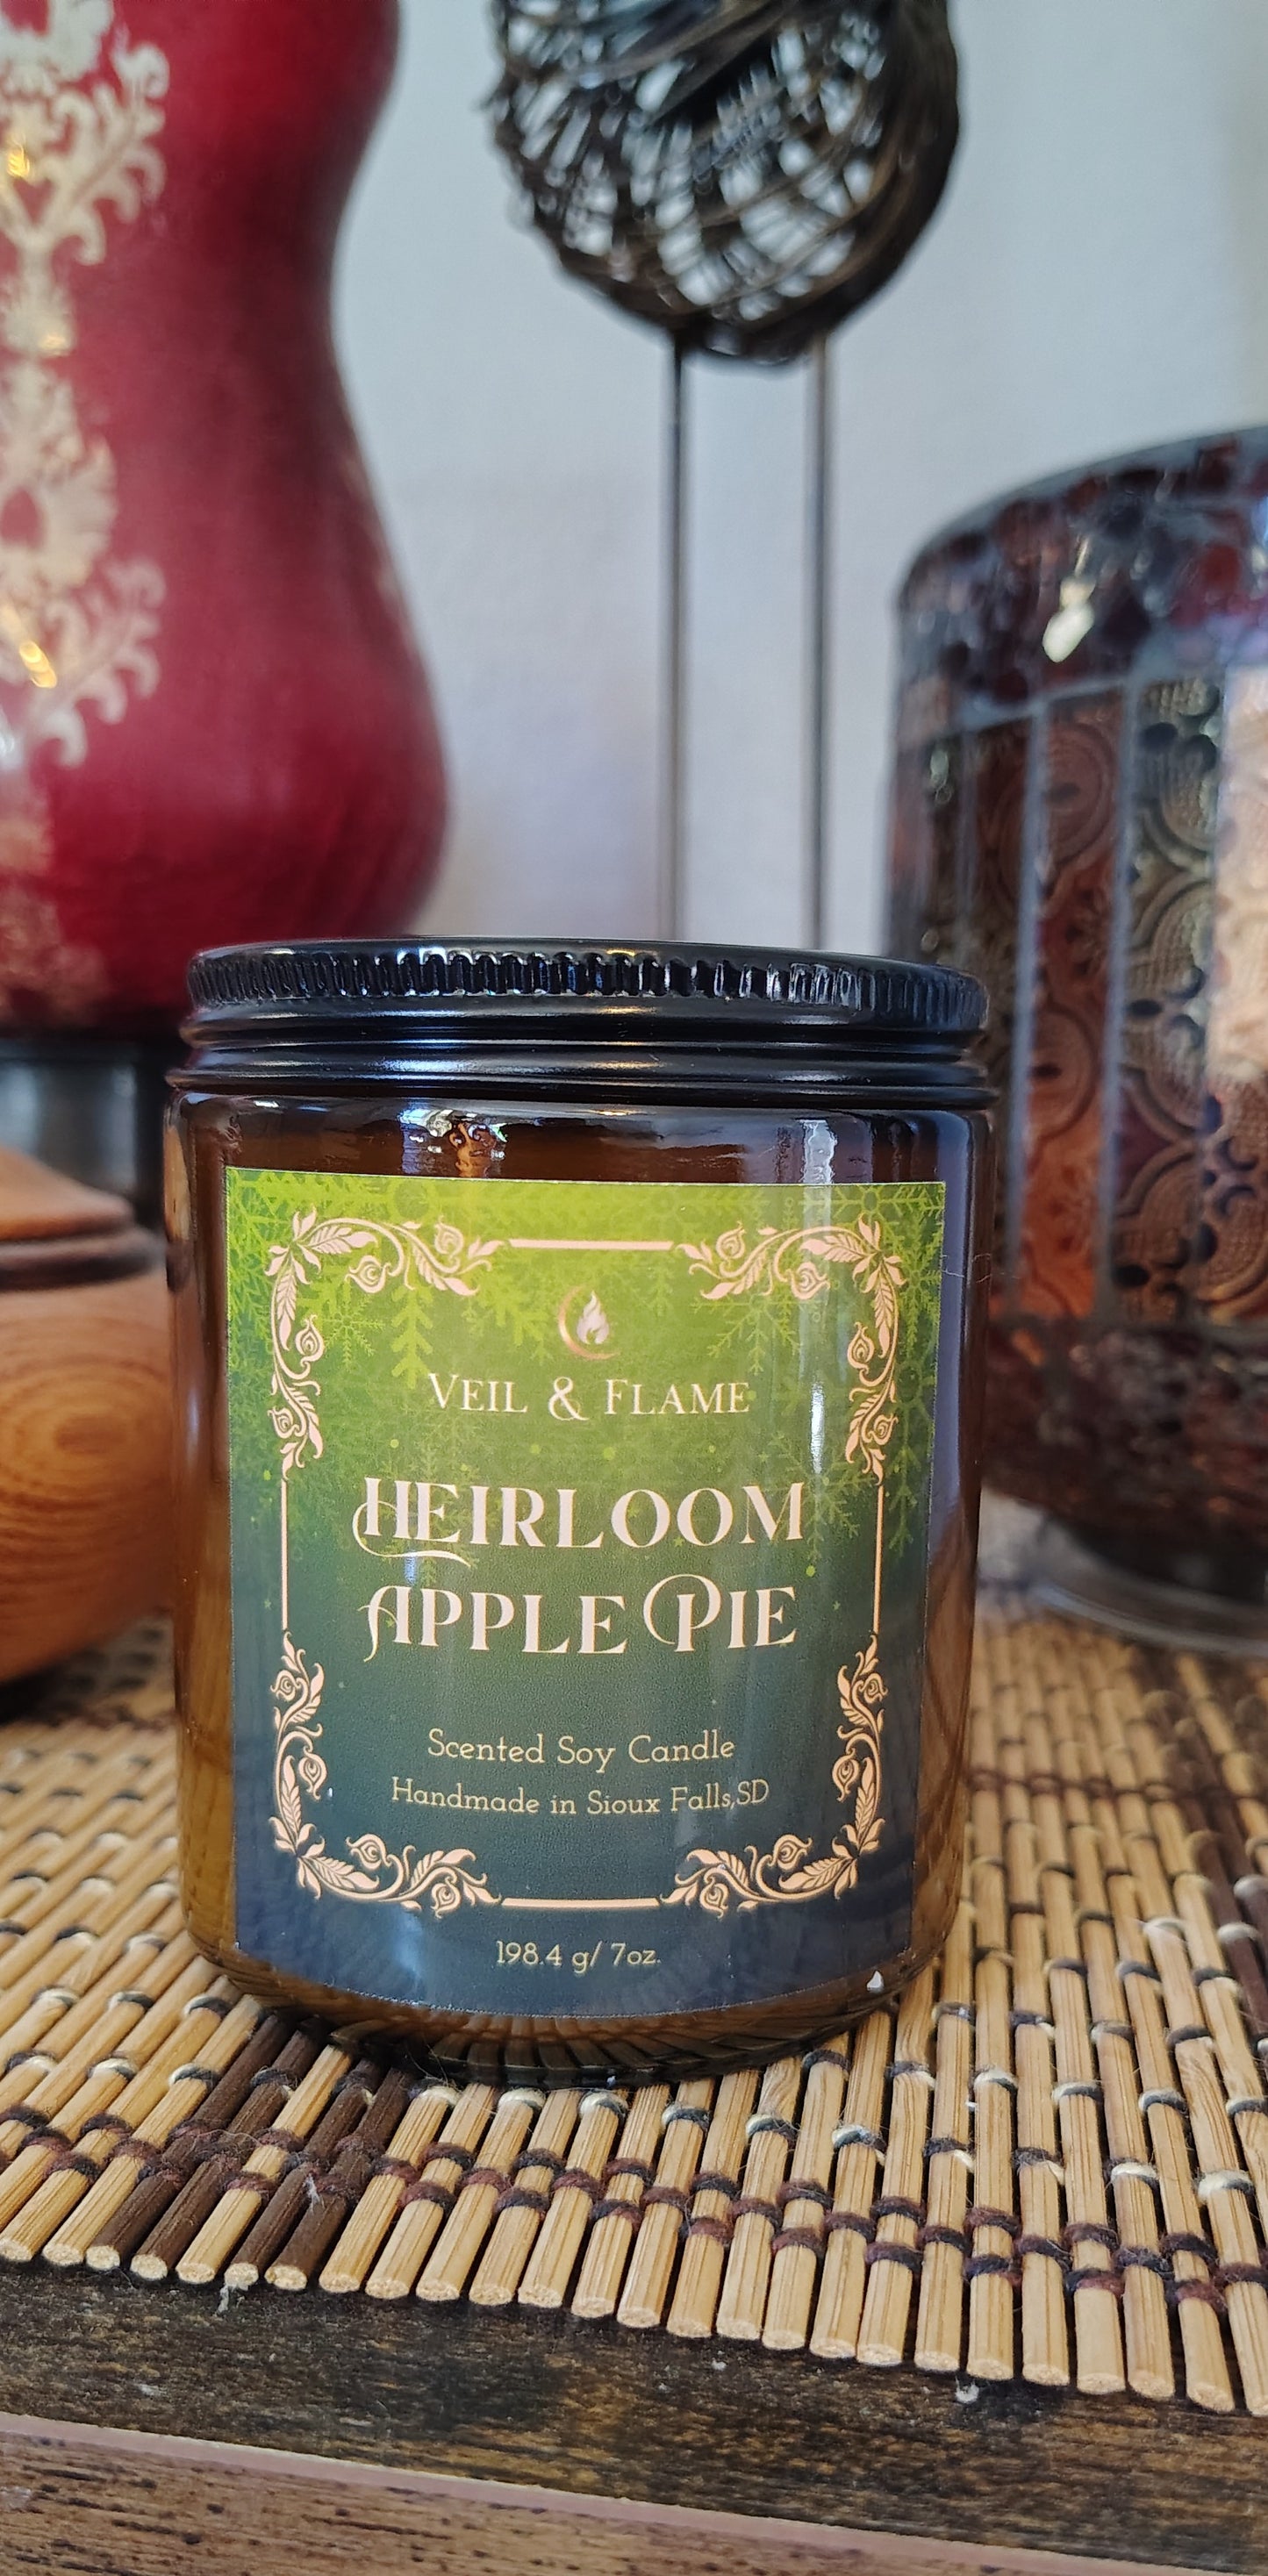 VEIL & FLAME
HEIRLOOM
APPLE PIE
Scented Soy Candle
Handmade in Sioux Falls,SD
198.4 g/ 7oz.